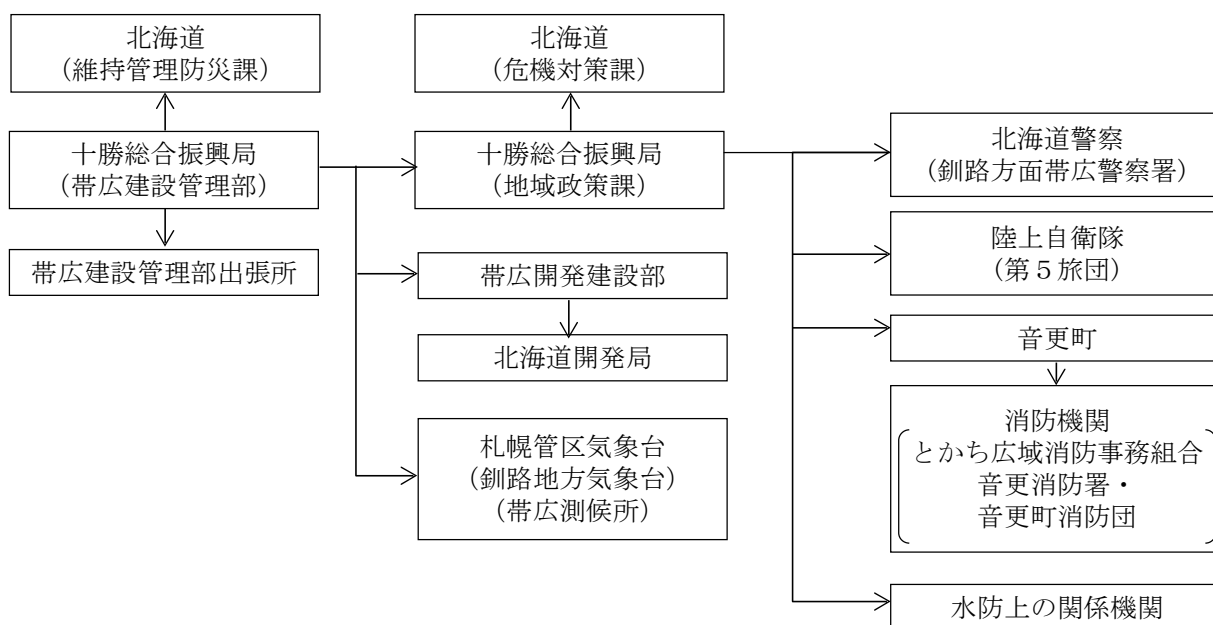 北海道
（維持管理防災課）
北海道
（危機対策課）
十勝総合振興局
（帯広建設管理部）
十勝総合振興局
（地域政策課）
北海道警察
（釧路方面帯広警察署）
帯広建設管理部出張所
帯広開発建設部
陸上自衛隊
（第５旅団）
北海道開発局
音更町
札幌管区気象台
（釧路地方気象台）
（帯広測候所）
消防機関
とかち広域消防事務組合
音更消防署・
音更町消防団
水防上の関係機関